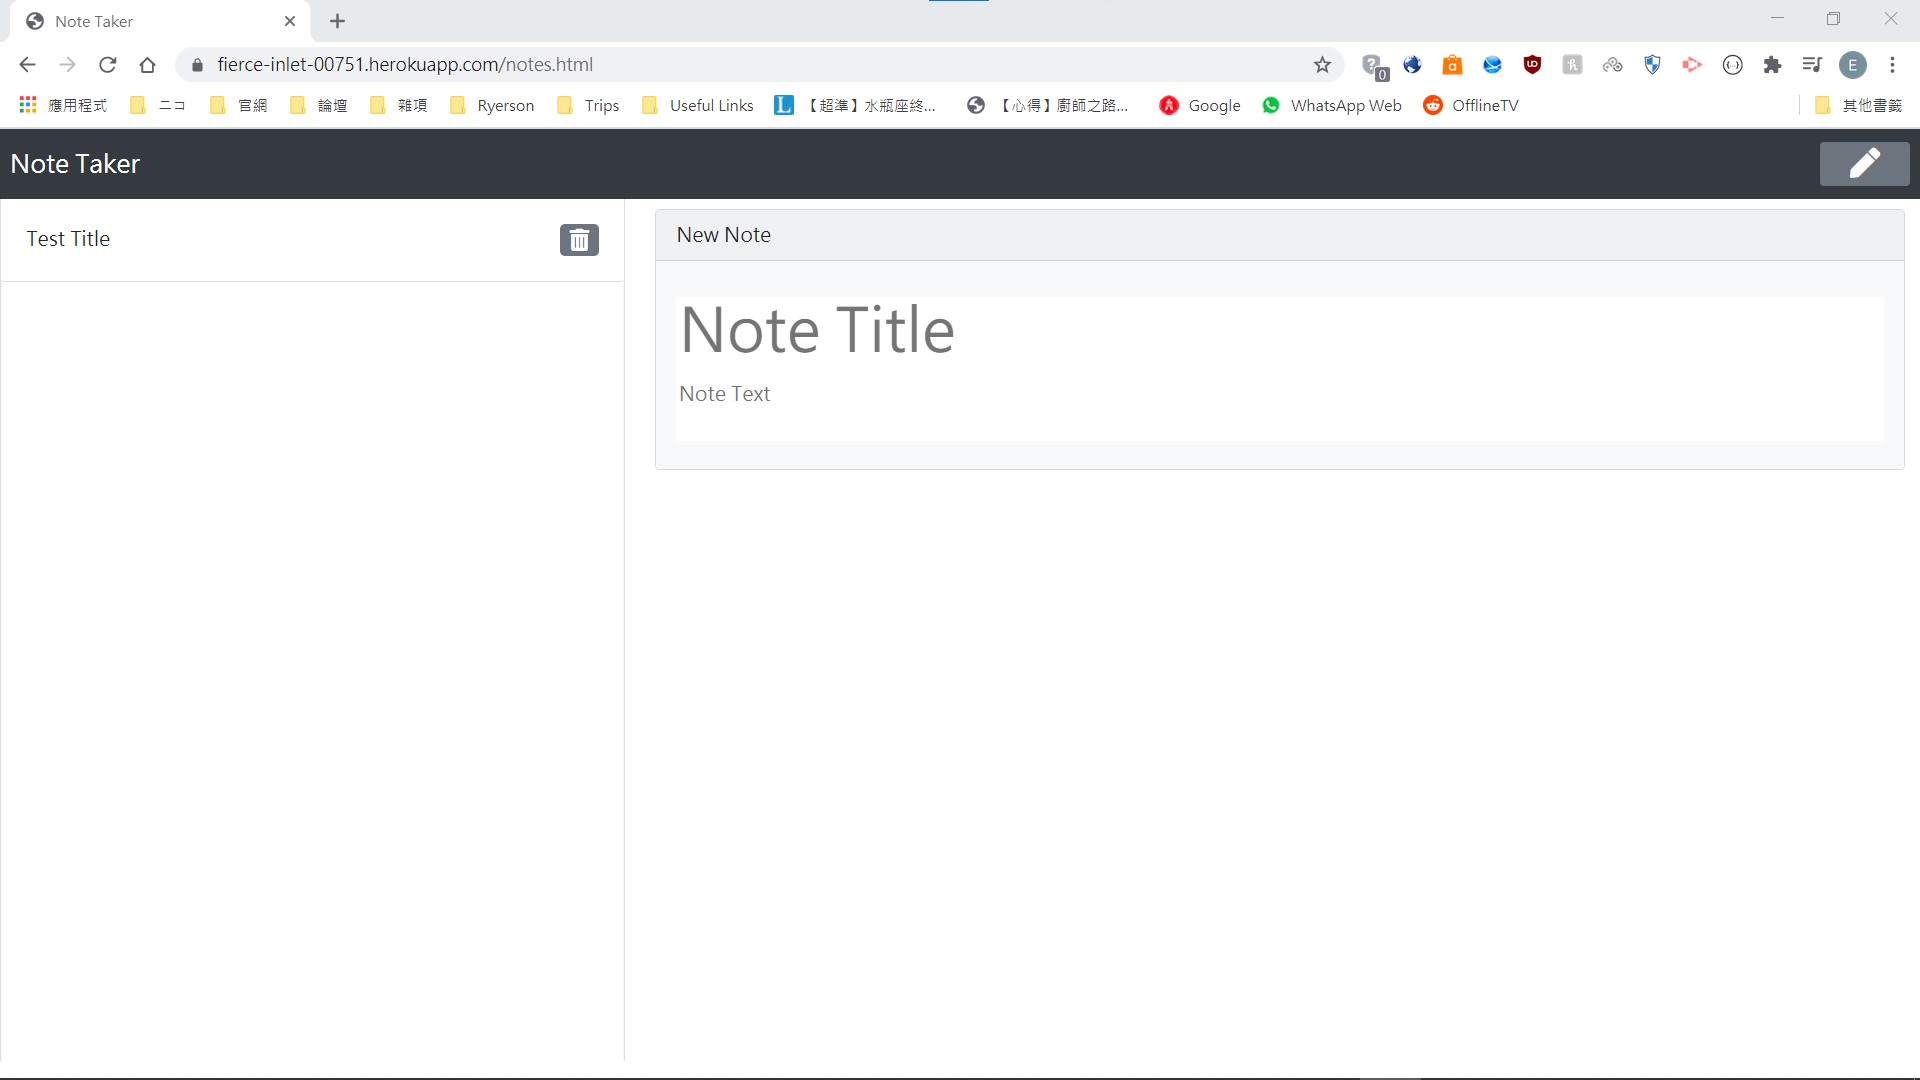 Note Taker
fierce-inlet-00751.herokuapp.com/notes.html
0
E
應用程式 ニコ 官網 論壇 雜項 Ryerson Trips Useful Links L 【超準】水瓶座終... 【心得】廚師之路... Google WhatsApp Web OfflineTV 其他書籤
Note Taker
Test Title
New Note
Note Title
Note Text